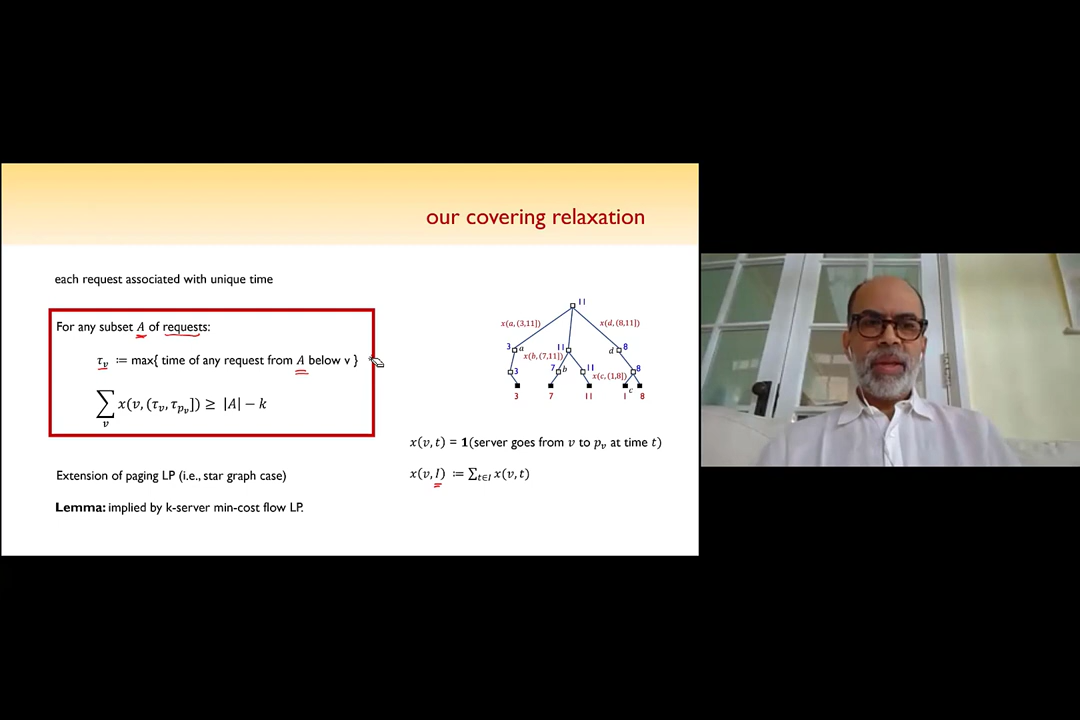 our covering relaxation
each request associated with unique time
For any subset A of requests:
τ_v ≔ max{ time of any request from A below v }
∑_v x(v, (τ_v, τ_{p_v}]) ≥ |A| − k
Extension of paging LP (i.e., star graph case)
Lemma: implied by k-server min-cost flow LP.
11
x(a, (3,11])
x(d, (8,11])
3 a
11
d 8
x(b, (7,11])
3
7 b
11
x(c, (1,8])
8
c
3
7
11
1
8
x(v, t) = 1(server goes from v to p_v at time t)
x(v, I) ≔ ∑_{t∈I} x(v, t)